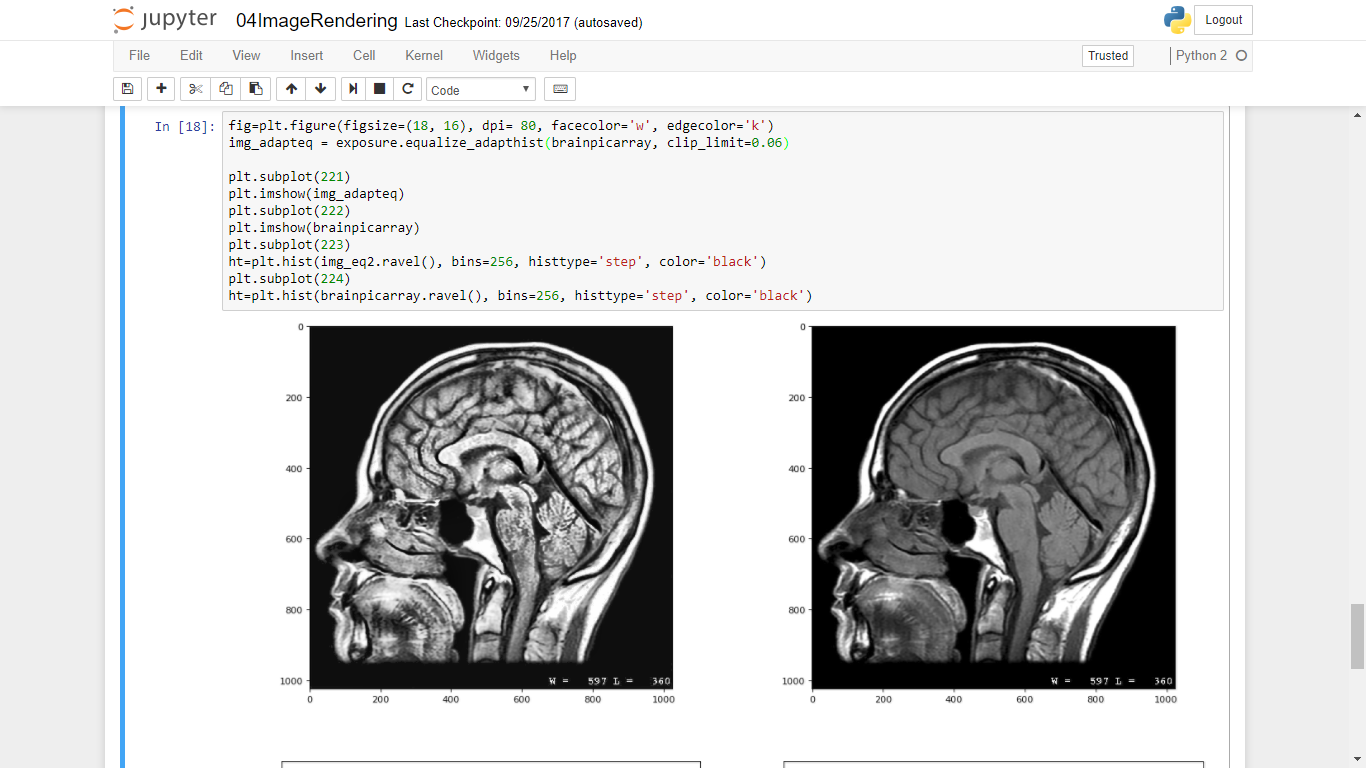 jupyter 04ImageRendering Last Checkpoint: 09/25/2017 (autosaved) Logout
File Edit View Insert Cell Kernel Widgets Help Trusted Python 2
Code
In [18]: fig=plt.figure(figsize=(18, 16), dpi= 80, facecolor='w', edgecolor='k')
img_adapteq = exposure.equalize_adapthist(brainpicarray, clip_limit=0.06)
plt.subplot(221)
plt.imshow(img_adapteq)
plt.subplot(222)
plt.imshow(brainpicarray)
plt.subplot(223)
ht=plt.hist(img_eq2.ravel(), bins=256, histtype='step', color='black')
plt.subplot(224)
ht=plt.hist(brainpicarray.ravel(), bins=256, histtype='step', color='black')
0
200
400
600
800
1000
W = 597 L = 360
0 200 400 600 800 1000
0
200
400
600
800
1000
W = 597 L = 360
0 200 400 600 800 1000